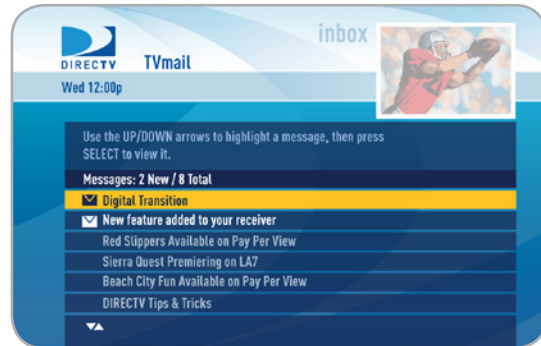 inbox
DIRECTV
TVmail
Wed 12:00p
Use the UP/DOWN arrows to highlight a message, then press
SELECT to view it.
Messages: 2 New / 8 Total
Digital Transition
New feature added to your receiver
Red Slippers Available on Pay Per View
Sierra Quest Premiering on LA7
Beach City Fun Available on Pay Per View
DIRECTV Tips & Tricks